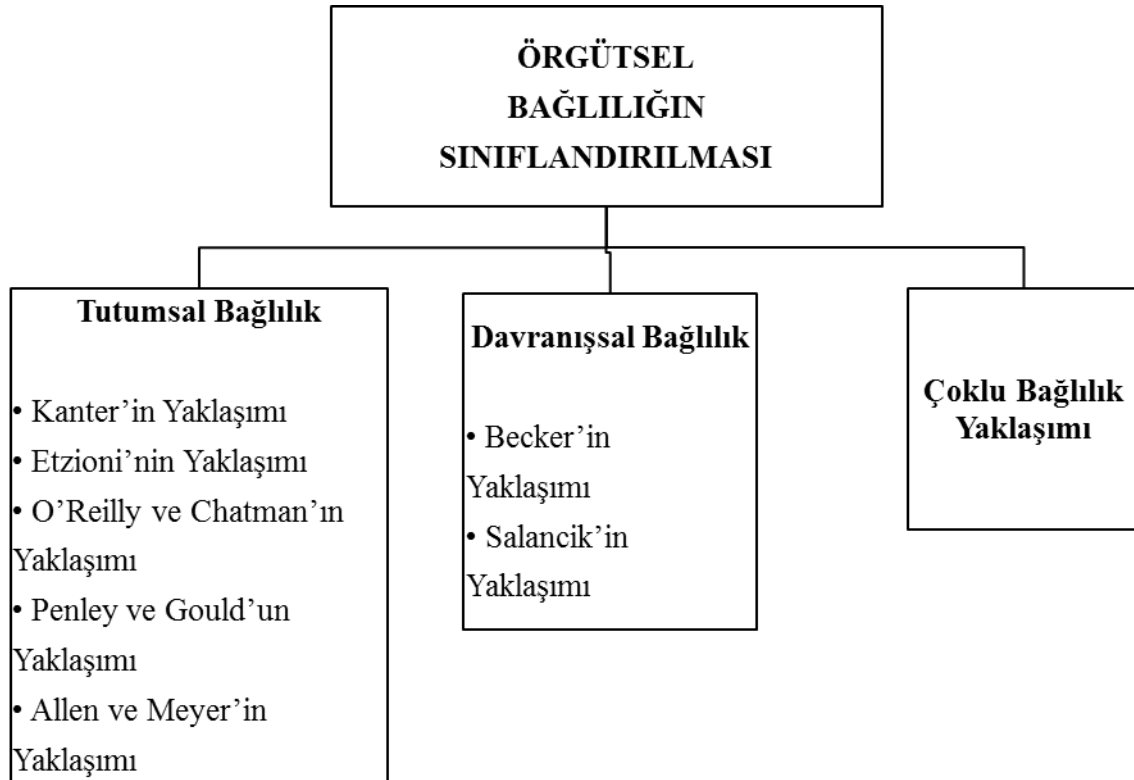 ÖRGÜTSEL
BAĞLILIĞIN
SINIFLANDIRILMASI
Tutumsal Bağlılık
• Kanter’in Yaklaşımı
• Etzioni’nin Yaklaşımı
• O’Reilly ve Chatman’ın
Yaklaşımı
• Penley ve Gould’un
Yaklaşımı
• Allen ve Meyer’in
Yaklaşımı
Davranışsal Bağlılık
• Becker’in
Yaklaşımı
• Salancik’in
Yaklaşımı
Çoklu Bağlılık
Yaklaşımı